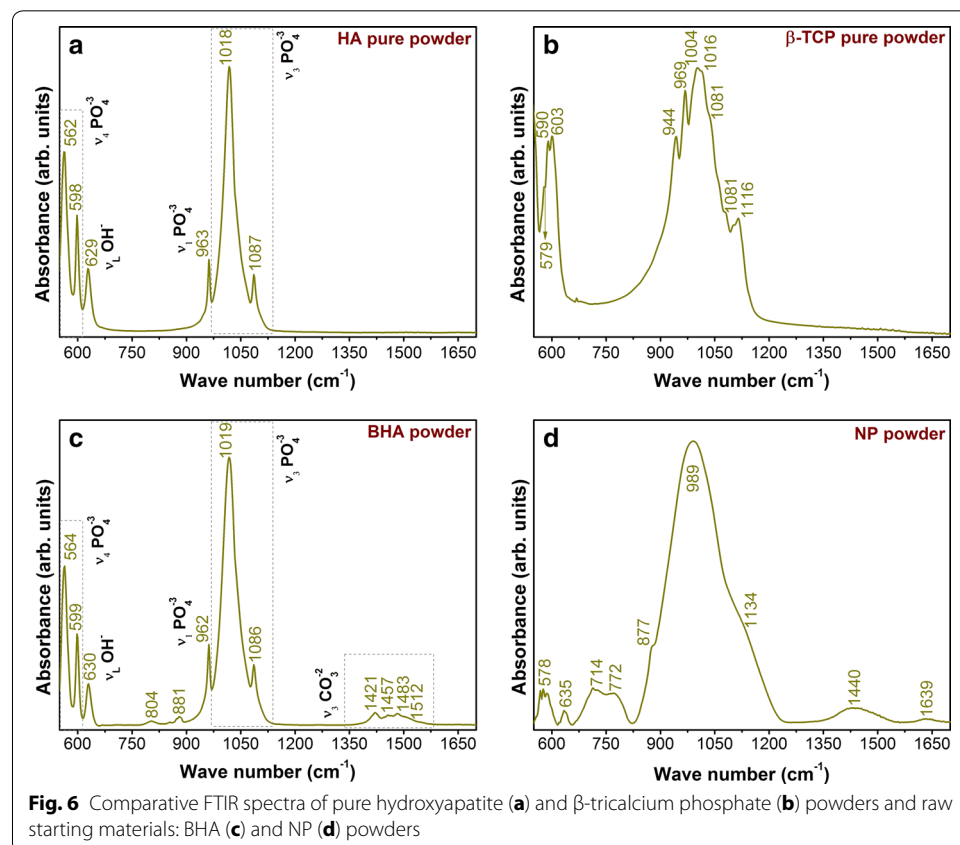 a
HA pure powder
Absorbance (arb. units)
562
598
629
963
1018
1087
ν4 PO4-3
νL OH-
ν1 PO4-3
ν3 PO4-3
600 750 900 1050 1200 1350 1500 1650
Wave number (cm-1)
b
β-TCP pure powder
Absorbance (arb. units)
590
603
579
944
969
1004
1016
1081
1081
1116
600 750 900 1050 1200 1350 1500 1650
Wave number (cm-1)
c
BHA powder
Absorbance (arb. units)
564
599
630
804
881
962
1019
1086
1421
1457
1483
1512
ν4 PO4-3
νL OH-
ν1 PO4-3
ν3 PO4-3
ν3 CO3-2
600 750 900 1050 1200 1350 1500 1650
Wave number (cm-1)
d
NP powder
Absorbance (arb. units)
578
635
714
772
877
989
1134
1440
1639
600 750 900 1050 1200 1350 1500 1650
Wave number (cm-1)
Fig. 6 Comparative FTIR spectra of pure hydroxyapatite (a) and β-tricalcium phosphate (b) powders and raw
starting materials: BHA (c) and NP (d) powders